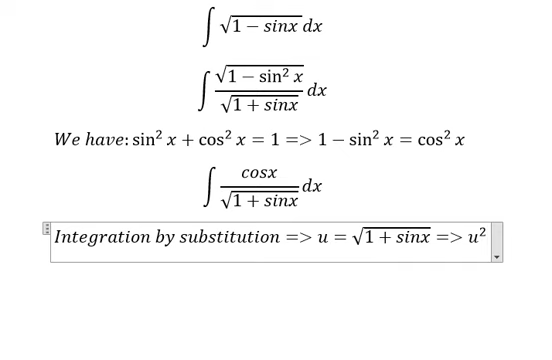 ∫ √(1 − sinx) dx
∫ √(1 − sin² x) / √(1 + sinx) dx
We have: sin² x + cos² x = 1 => 1 − sin² x = cos² x
∫ cosx / √(1 + sinx) dx
Integration by substitution => u = √(1 + sinx) => u²